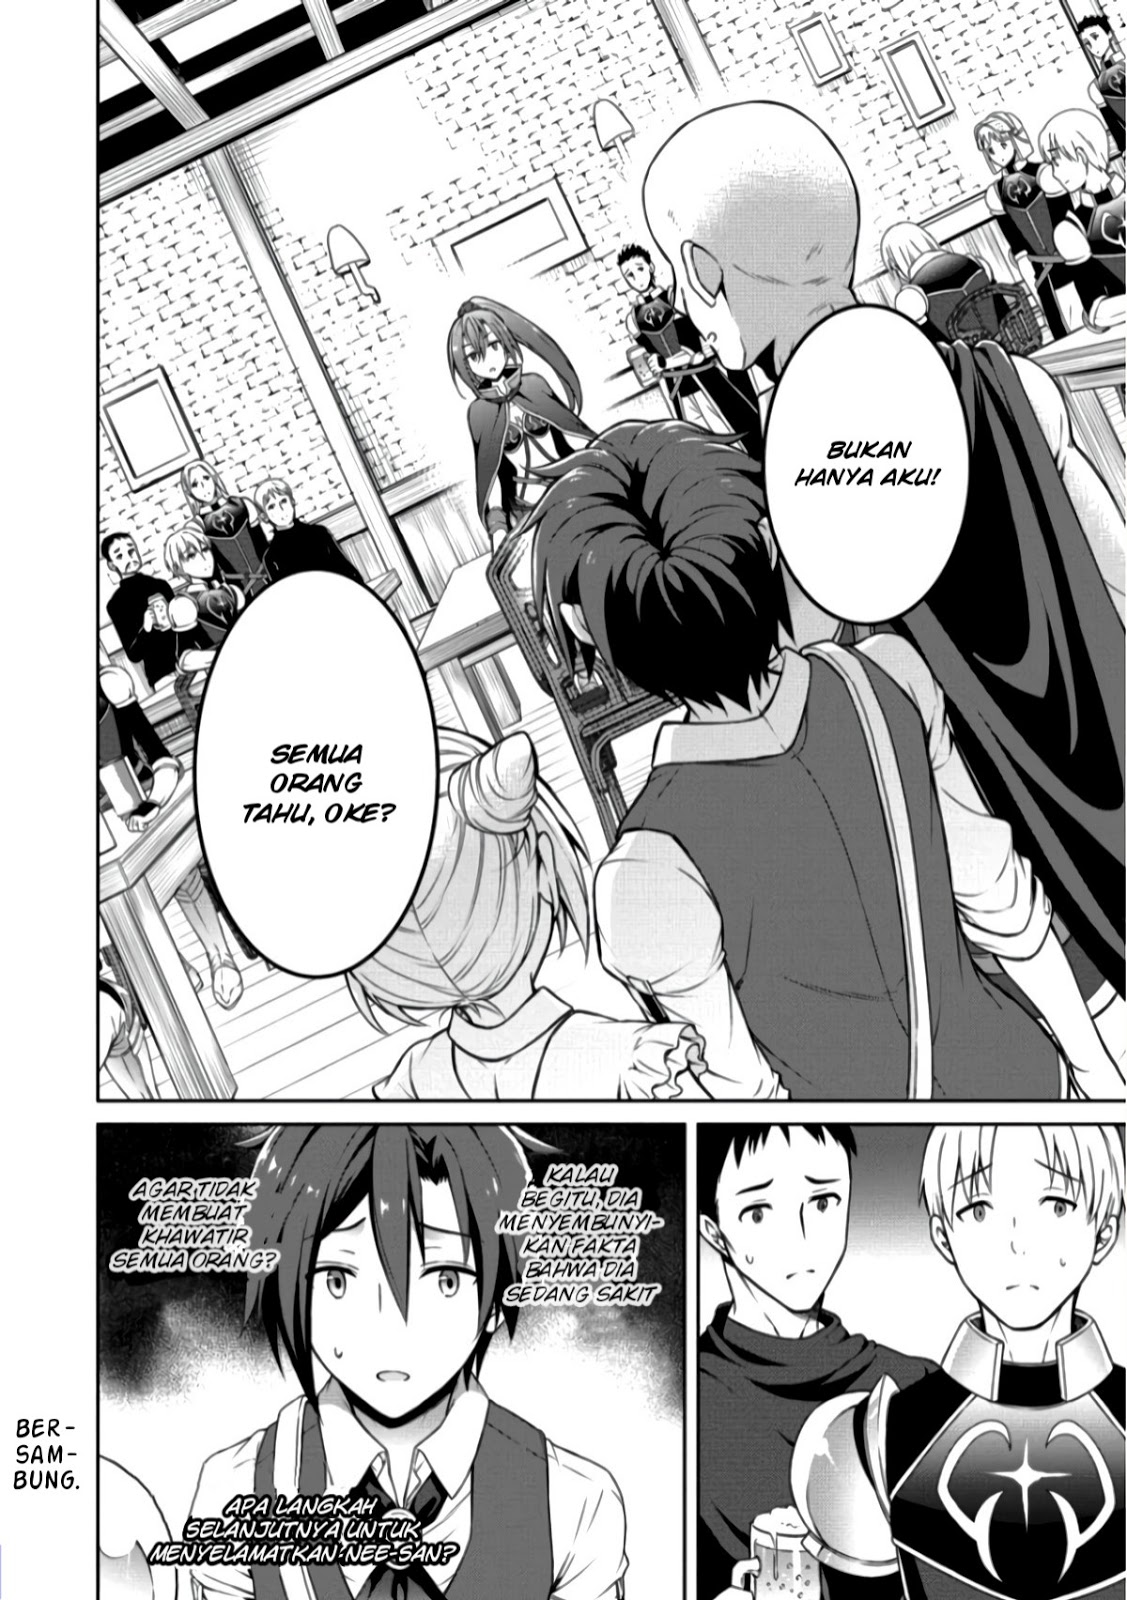 BUKAN
HANYA AKU!
SEMUA
ORANG
TAHU, OKE?
KALAU
BEGITU, DIA
MENYEMBUNYI-
KAN FAKTA
BAHWA DIA
SEDANG SAKIT
AGAR TIDAK
MEMBUAT
KHAWATIR
SEMUA ORANG?
APA LANGKAH
SELANJUTNYA UNTUK
MENYELAMATKAN NEE-SAN?
BER-
SAM-
BUNG.